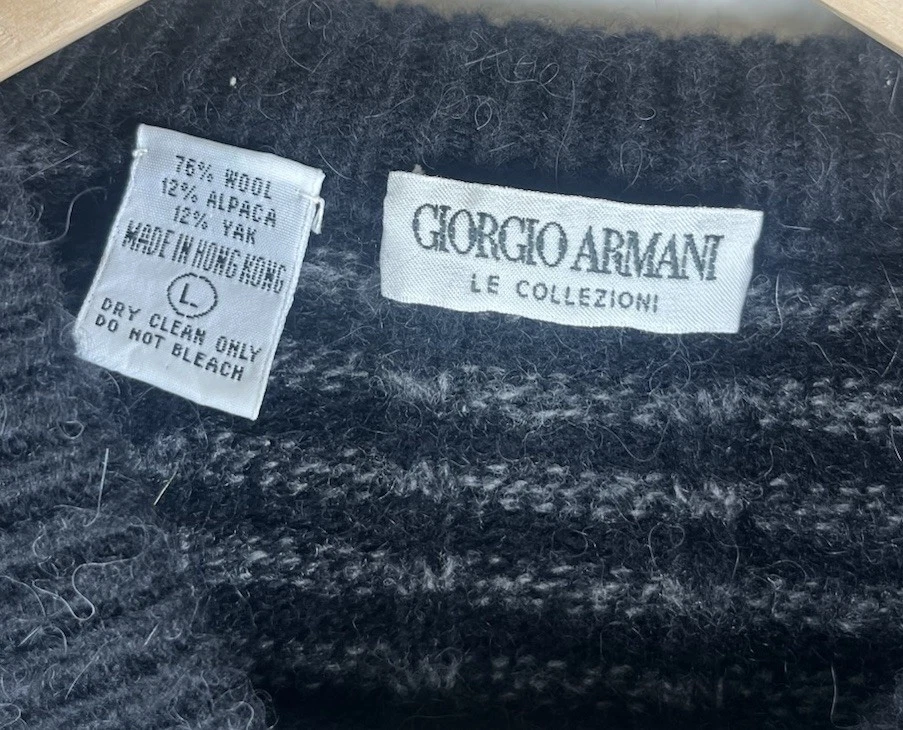 76% WOOL
12% ALPACA
12% YAK
MADE IN HONG KONG
L
DRY CLEAN ONLY
DO NOT BLEACH
GIORGIO ARMANI
LE COLLEZIONI